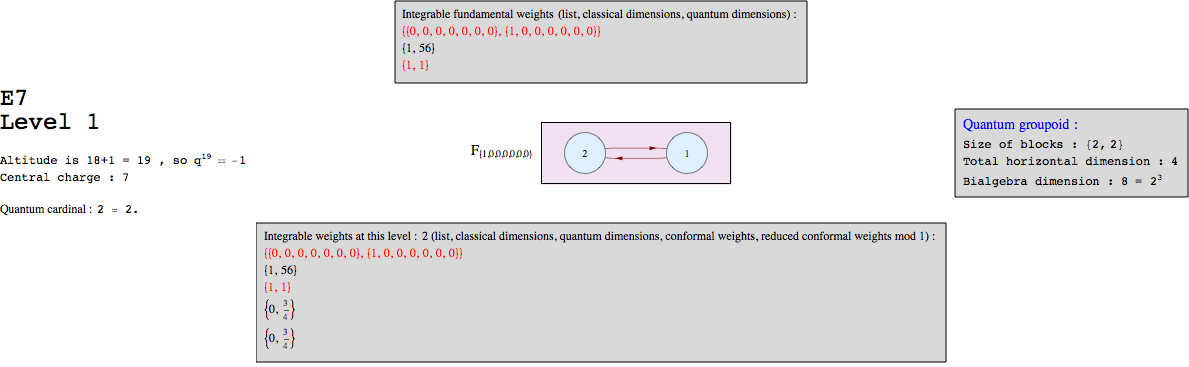 Integrable fundamental weights (list, classical dimensions, quantum dimensions) :
{{0, 0, 0, 0, 0, 0, 0}, {1, 0, 0, 0, 0, 0, 0}}
{1, 56}
{1, 1}
E7
Level 1
Altitude is 18+1 = 19 , so q^19 == -1
Central charge : 7
Quantum cardinal : 2 = 2.
F{1,0,0,0,0,0,0}
2
1
Quantum groupoid :
Size of blocks : {2, 2}
Total horizontal dimension : 4
Bialgebra dimension : 8 = 2^3
Integrable weights at this level : 2 (list, classical dimensions, quantum dimensions, conformal weights, reduced conformal weights mod 1) :
{{0, 0, 0, 0, 0, 0, 0}, {1, 0, 0, 0, 0, 0, 0}}
{1, 56}
{1, 1}
{0, 3/4}
{0, 3/4}